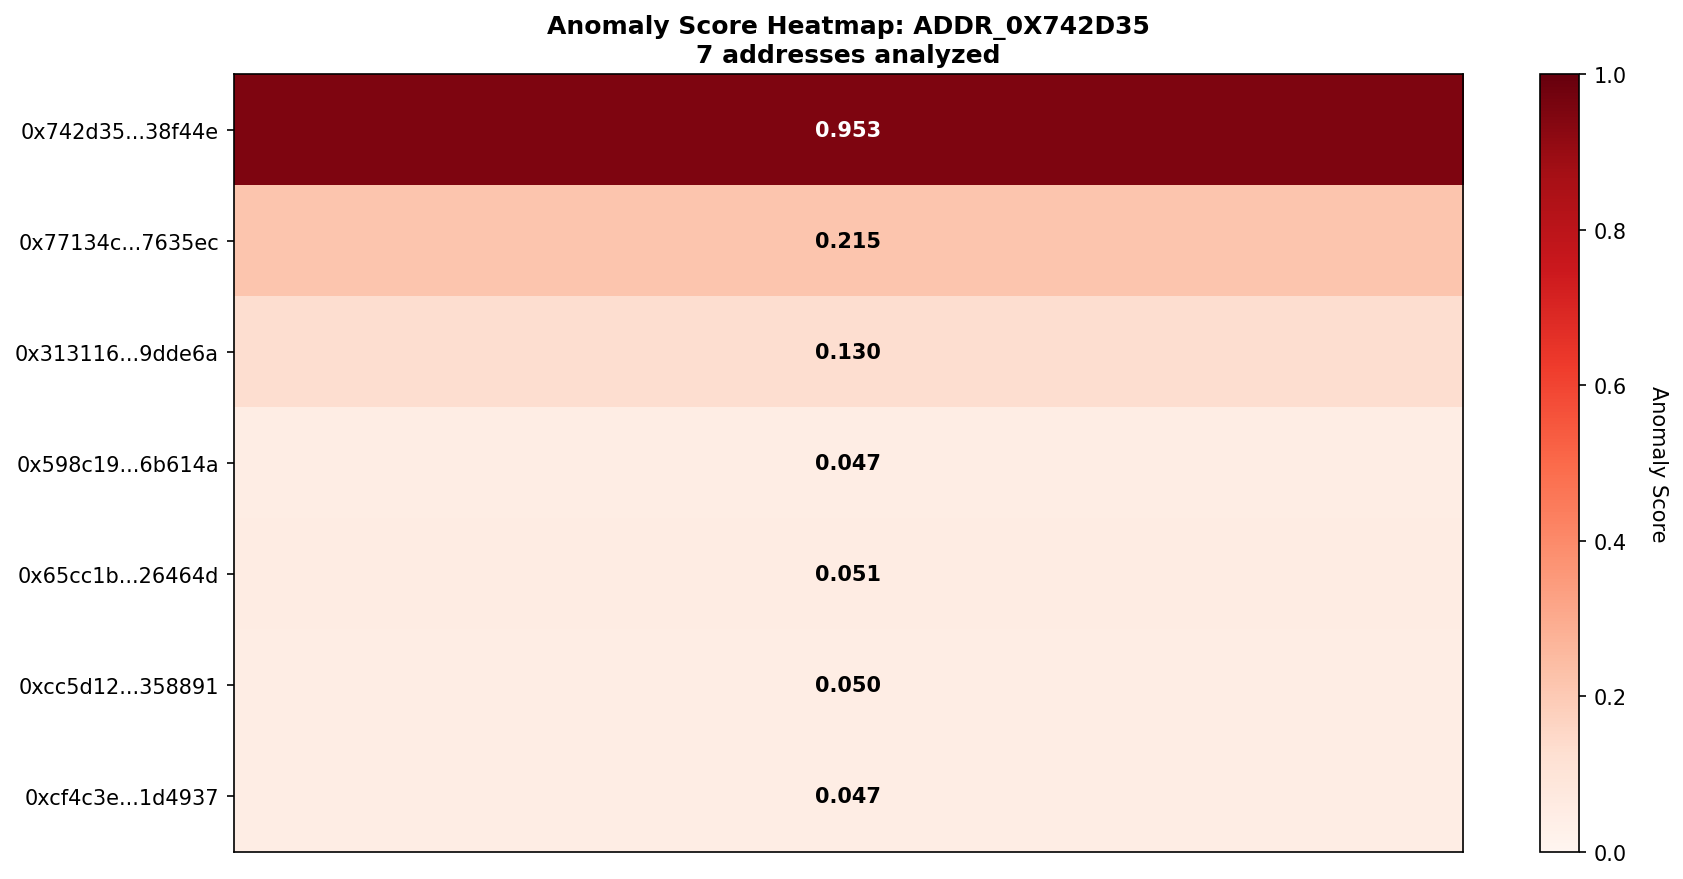 Anomaly Score Heatmap: ADDR_0X742D35
7 addresses analyzed
0x742d35...38f44e
0.953
0x77134c...7635ec
0.215
0x313116...9dde6a
0.130
0x598c19...6b614a
0.047
0x65cc1b...26464d
0.051
0xcc5d12...358891
0.050
0xcf4c3e...1d4937
0.047
1.0
0.8
0.6
0.4
0.2
0.0
Anomaly Score